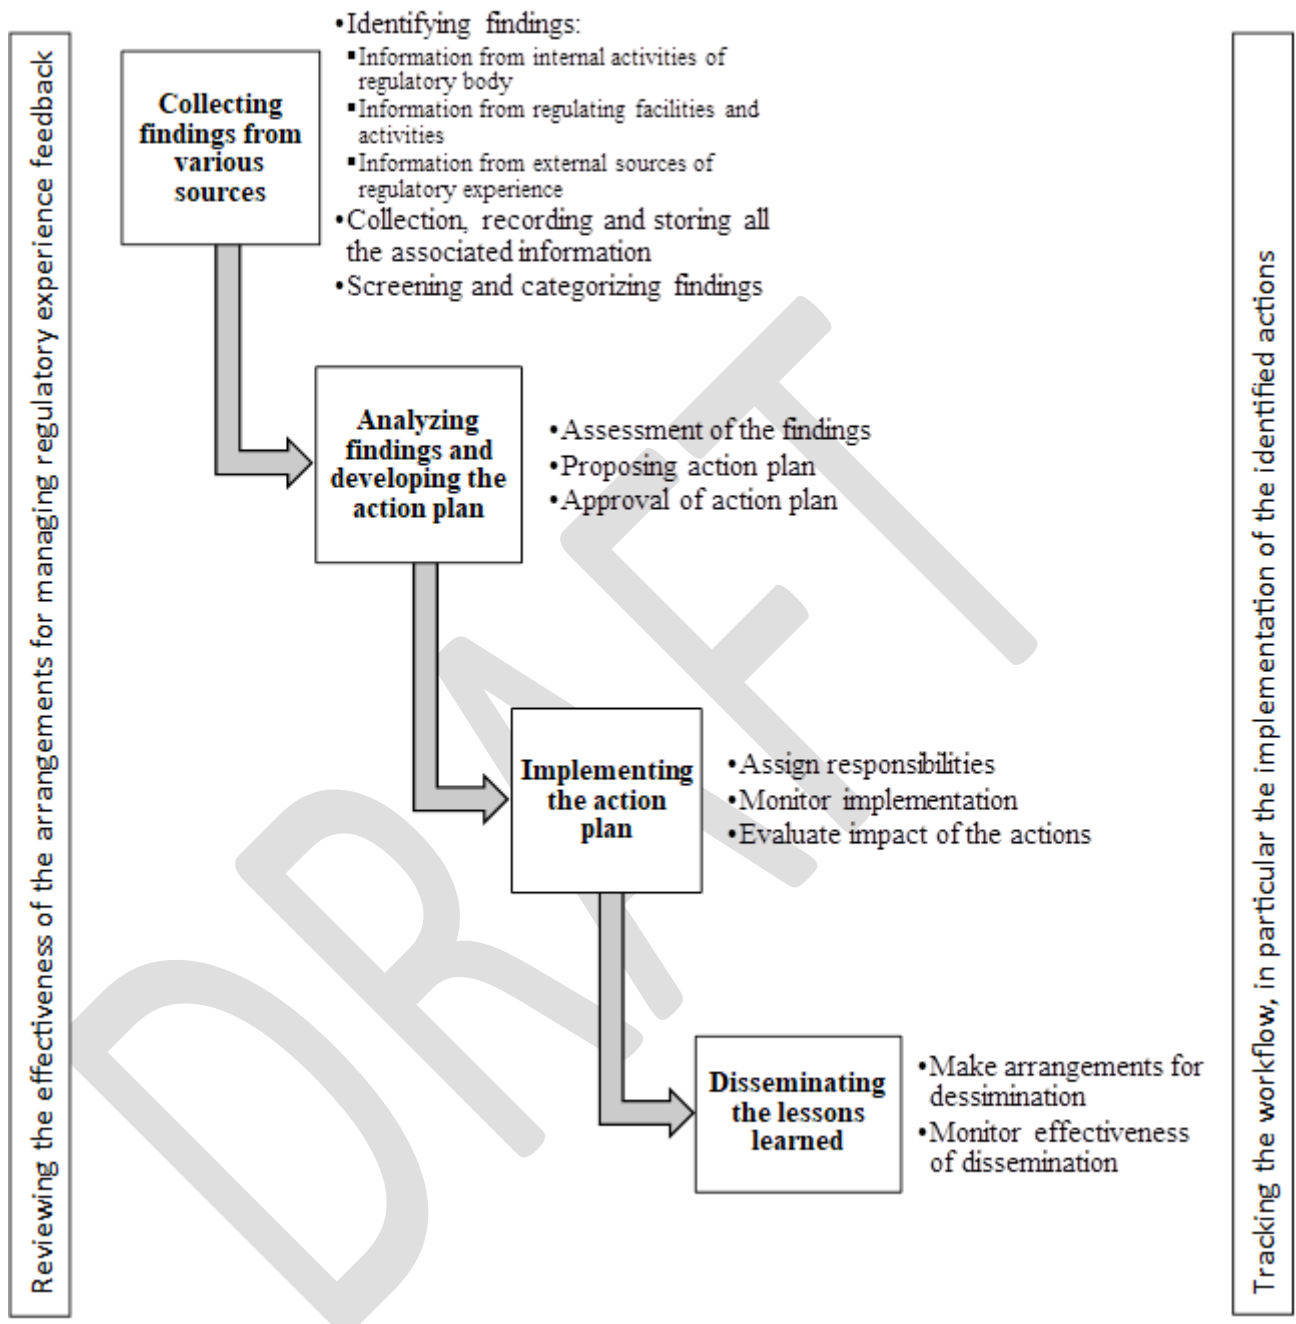 Reviewing the effectiveness of the arrangements for managing regulatory experience feedback
Collecting
findings from
various
sources
•Identifying findings:
▪Information from internal activities of
regulatory body
▪Information from regulating facilities and
activities
▪Information from external sources of
regulatory experience
•Collection, recording and storing all
the associated information
•Screening and categorizing findings
Analyzing
findings and
developing the
action plan
•Assessment of the findings
•Proposing action plan
•Approval of action plan
Implementing
the action
plan
•Assign responsibilities
•Monitor implementation
•Evaluate impact of the actions
Disseminating
the lessons
learned
•Make arrangements for
dessimination
•Monitor effectiveness
of dissemination
Tracking the workflow, in particular the implementation of the identified actions
DRAFT